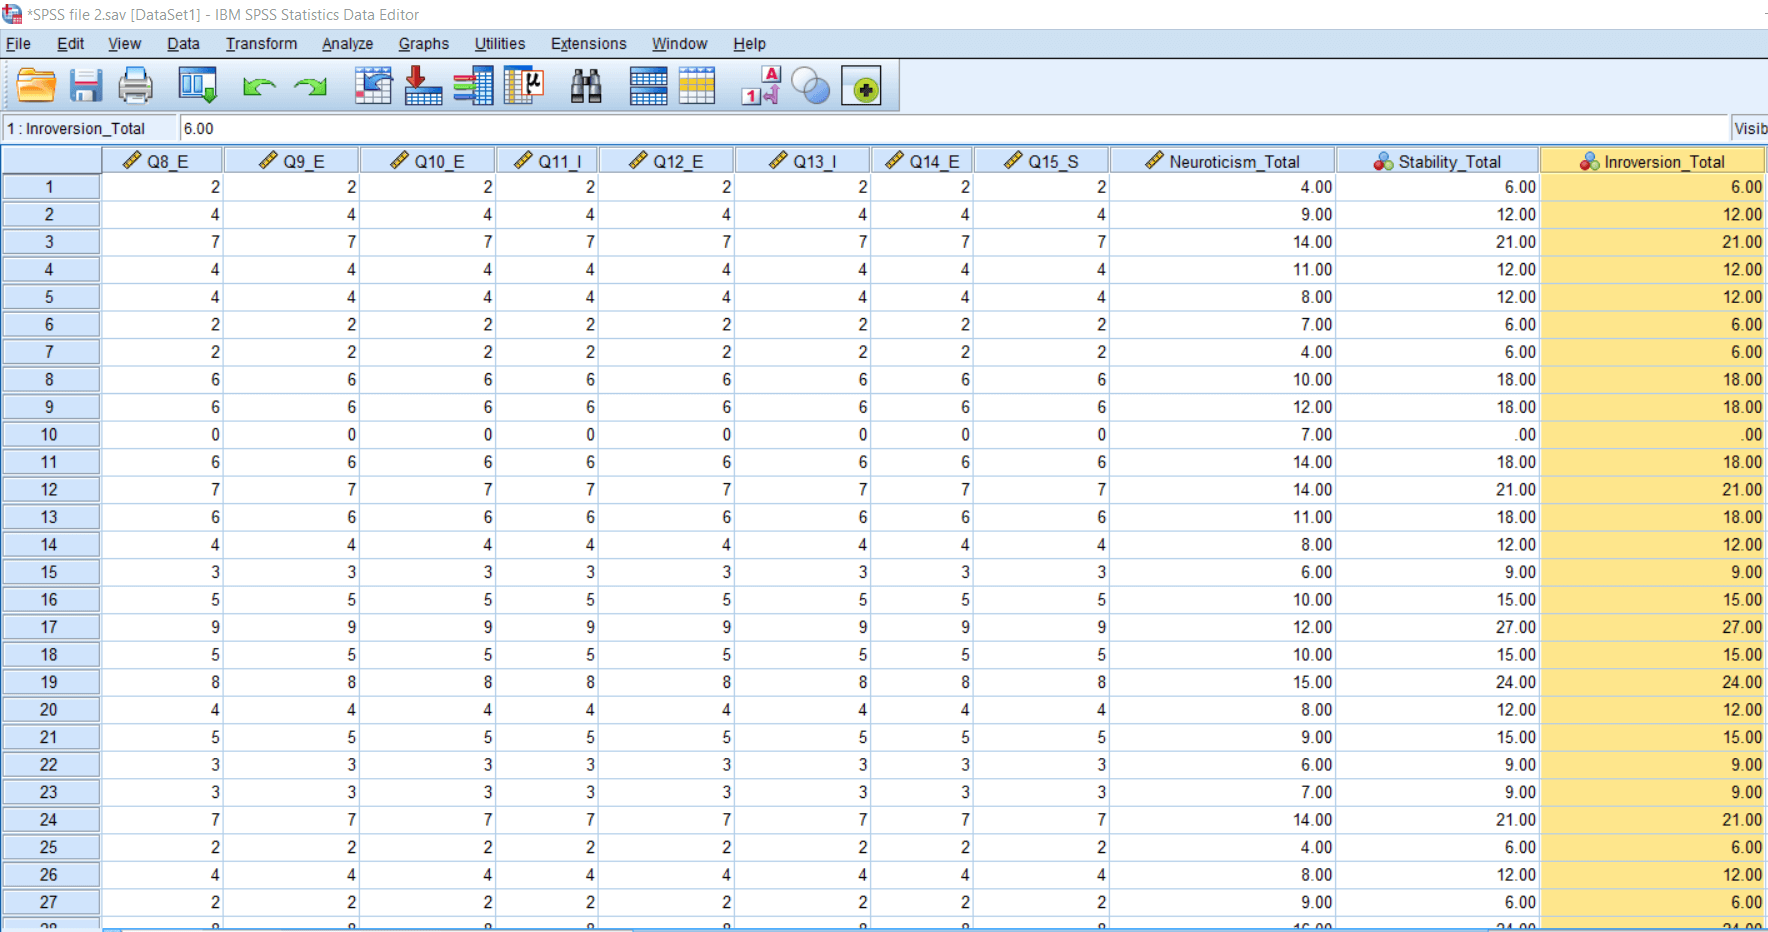 *SPSS file 2.sav [DataSet1] - IBM SPSS Statistics Data Editor
File Edit View Data Transform Analyze Graphs Utilities Extensions Window Help
1 : Inroversion_Total 6.00 Visib
Q8_E Q9_E Q10_E Q11_I Q12_E Q13_I Q14_E Q15_S Neuroticism_Total Stability_Total Inroversion_Total
1 2 2 2 2 2 2 2 2 4.00 6.00 6.00
2 4 4 4 4 4 4 4 4 9.00 12.00 12.00
3 7 7 7 7 7 7 7 7 14.00 21.00 21.00
4 4 4 4 4 4 4 4 4 11.00 12.00 12.00
5 4 4 4 4 4 4 4 4 8.00 12.00 12.00
6 2 2 2 2 2 2 2 2 7.00 6.00 6.00
7 2 2 2 2 2 2 2 2 4.00 6.00 6.00
8 6 6 6 6 6 6 6 6 10.00 18.00 18.00
9 6 6 6 6 6 6 6 6 12.00 18.00 18.00
10 0 0 0 0 0 0 0 0 7.00 .00 .00
11 6 6 6 6 6 6 6 6 14.00 18.00 18.00
12 7 7 7 7 7 7 7 7 14.00 21.00 21.00
13 6 6 6 6 6 6 6 6 11.00 18.00 18.00
14 4 4 4 4 4 4 4 4 8.00 12.00 12.00
15 3 3 3 3 3 3 3 3 6.00 9.00 9.00
16 5 5 5 5 5 5 5 5 10.00 15.00 15.00
17 9 9 9 9 9 9 9 9 12.00 27.00 27.00
18 5 5 5 5 5 5 5 5 10.00 15.00 15.00
19 8 8 8 8 8 8 8 8 15.00 24.00 24.00
20 4 4 4 4 4 4 4 4 8.00 12.00 12.00
21 5 5 5 5 5 5 5 5 9.00 15.00 15.00
22 3 3 3 3 3 3 3 3 6.00 9.00 9.00
23 3 3 3 3 3 3 3 3 7.00 9.00 9.00
24 7 7 7 7 7 7 7 7 14.00 21.00 21.00
25 2 2 2 2 2 2 2 2 4.00 6.00 6.00
26 4 4 4 4 4 4 4 4 8.00 12.00 12.00
27 2 2 2 2 2 2 2 2 9.00 6.00 6.00